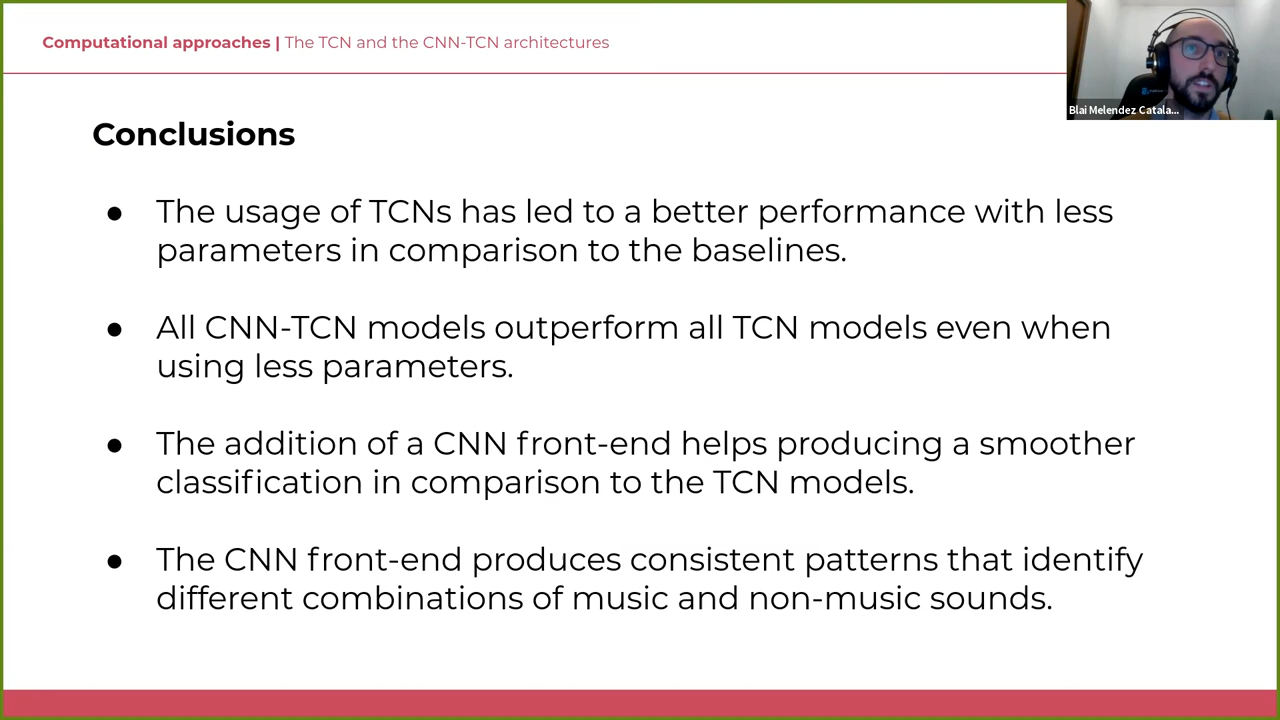 Computational approaches | The TCN and the CNN-TCN architectures
Blai Melendez Catala...
Conclusions
● The usage of TCNs has led to a better performance with less
parameters in comparison to the baselines.
● All CNN-TCN models outperform all TCN models even when
using less parameters.
● The addition of a CNN front-end helps producing a smoother
classification in comparison to the TCN models.
● The CNN front-end produces consistent patterns that identify
different combinations of music and non-music sounds.